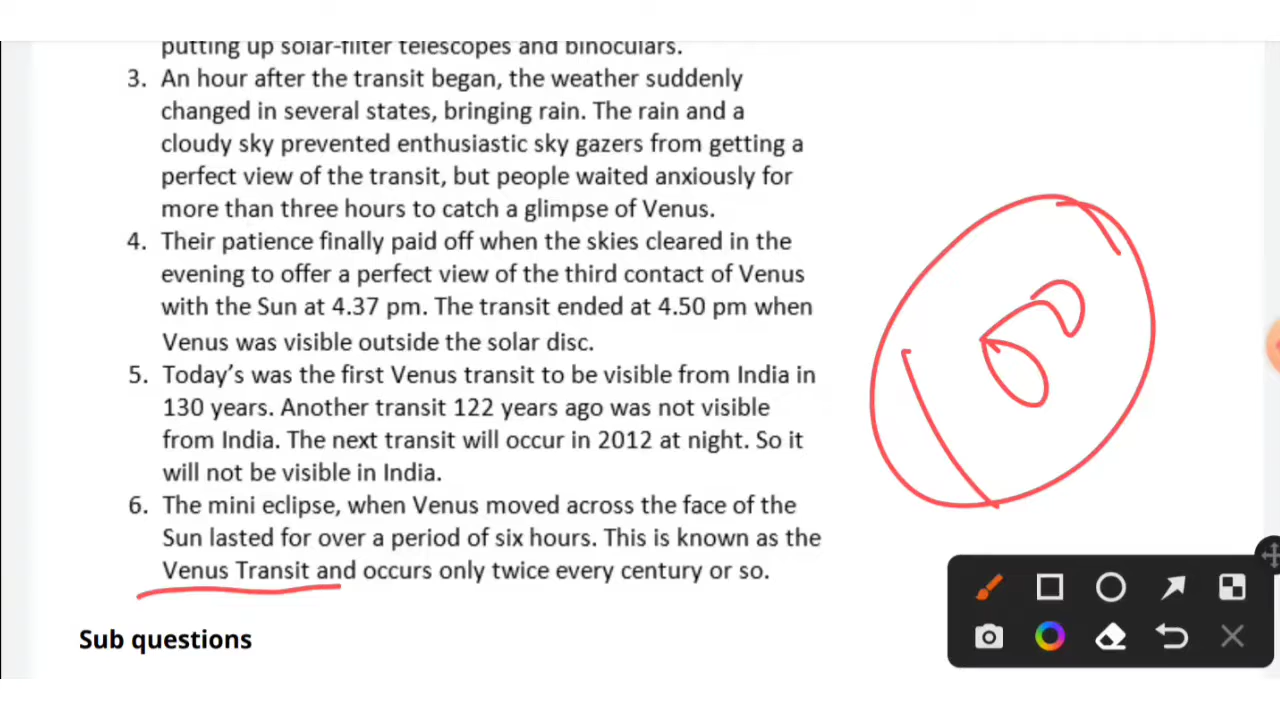 putting up solar-filter telescopes and binoculars.
3. An hour after the transit began, the weather suddenly
changed in several states, bringing rain. The rain and a
cloudy sky prevented enthusiastic sky gazers from getting a
perfect view of the transit, but people waited anxiously for
more than three hours to catch a glimpse of Venus.
4. Their patience finally paid off when the skies cleared in the
evening to offer a perfect view of the third contact of Venus
with the Sun at 4.37 pm. The transit ended at 4.50 pm when
Venus was visible outside the solar disc.
5. Today’s was the first Venus transit to be visible from India in
130 years. Another transit 122 years ago was not visible
from India. The next transit will occur in 2012 at night. So it
will not be visible in India.
6. The mini eclipse, when Venus moved across the face of the
Sun lasted for over a period of six hours. This is known as the
Venus Transit and occurs only twice every century or so.
Sub questions